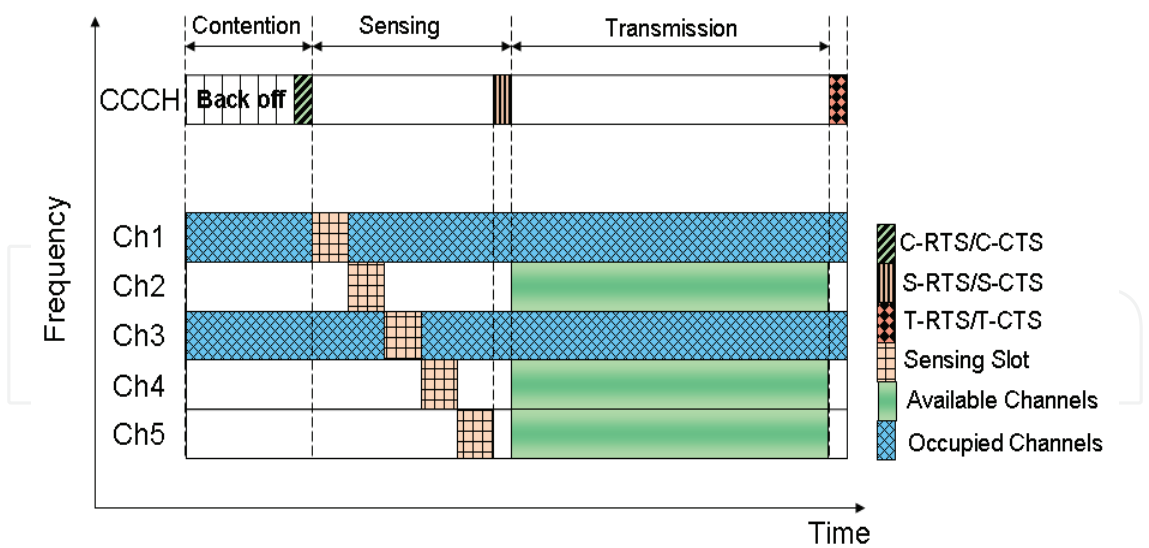 Contention
Sensing
Transmission
CCCH
Back off
Ch1
Ch2
Ch3
Ch4
Ch5
Frequency
Time
C-RTS/C-CTS
S-RTS/S-CTS
T-RTS/T-CTS
Sensing Slot
Available Channels
Occupied Channels